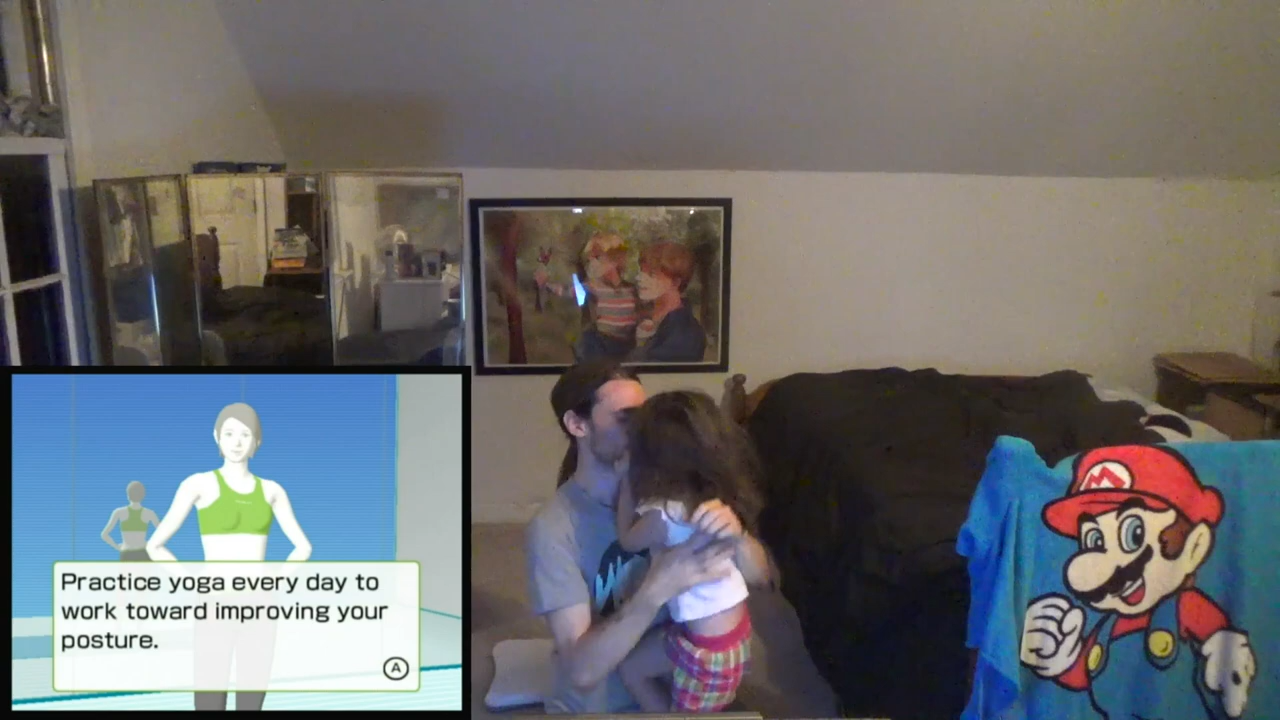 Practice yoga every day to
work toward improving your
posture.
A
M